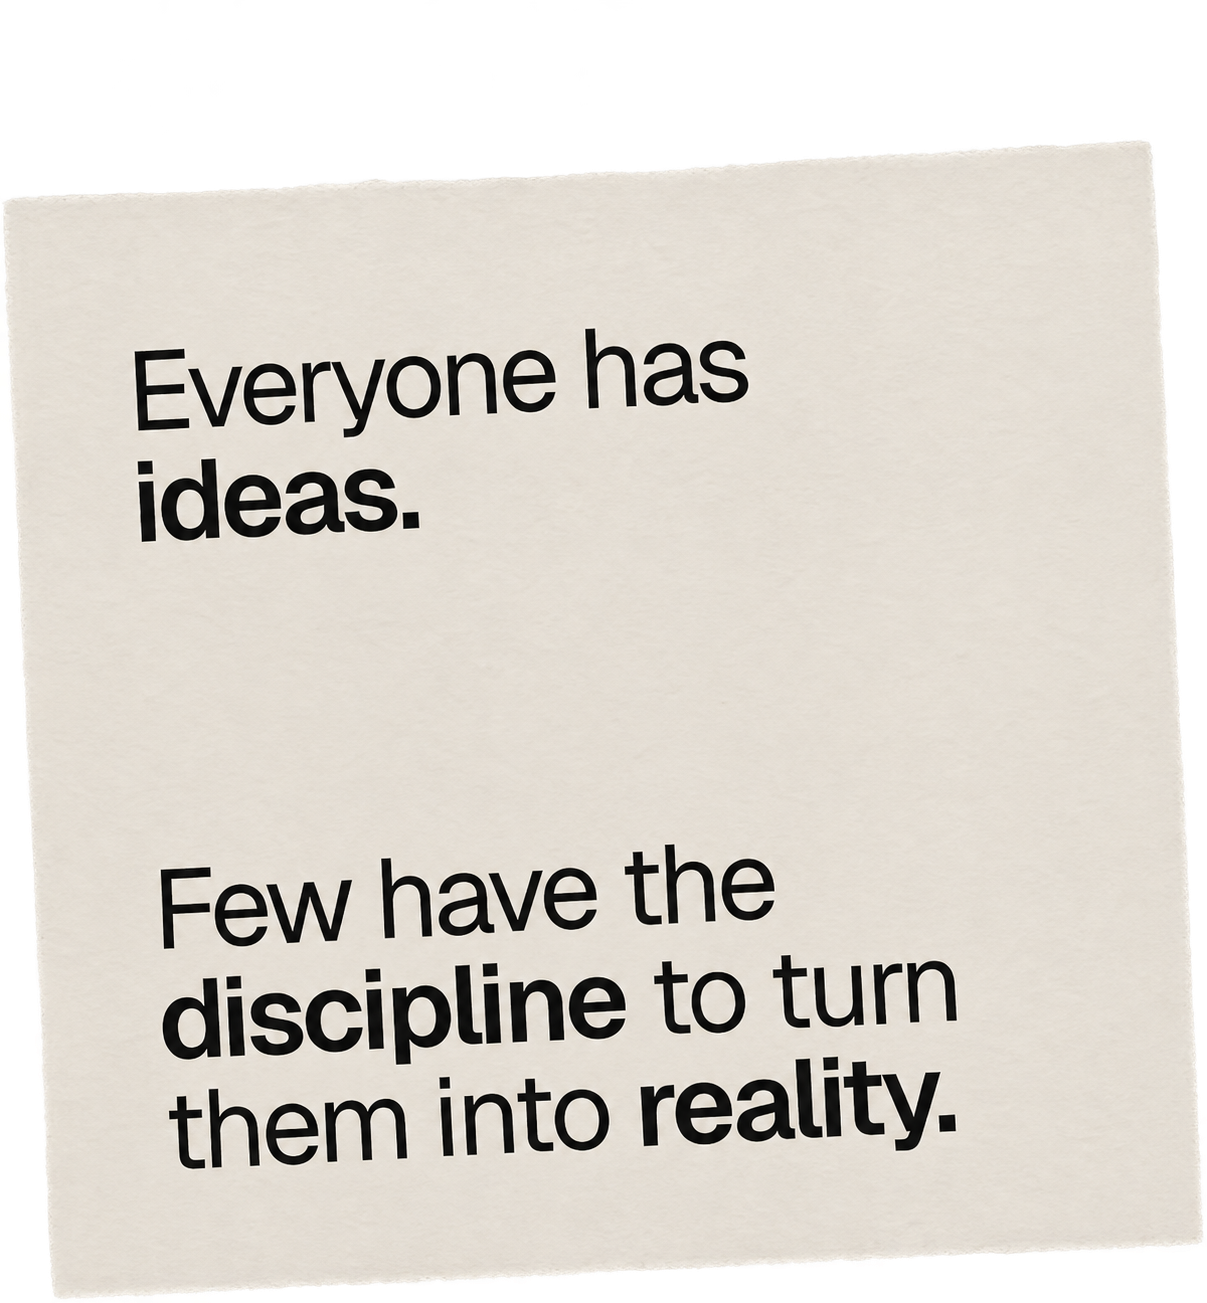 Everyone has
ideas.
Few have the
discipline to turn
them into reality.